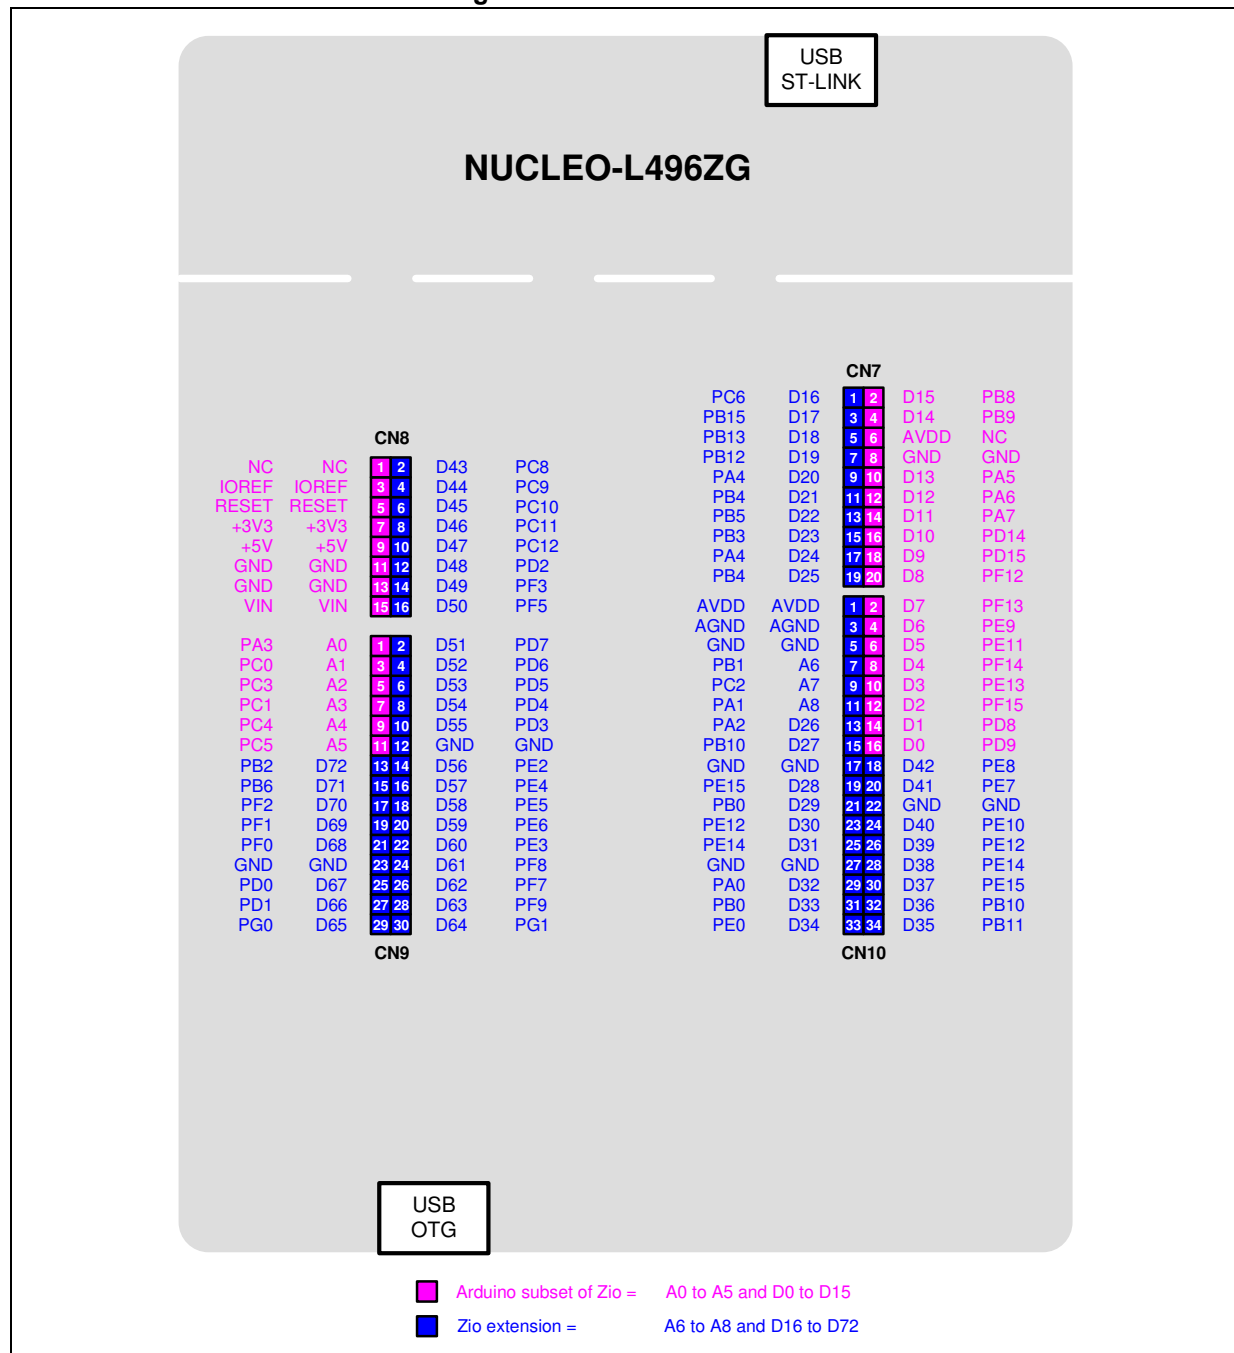 USB
ST-LINK
NUCLEO-L496ZG
CN7
PC6 D16 1 2 D15 PB8
PB15 D17 3 4 D14 PB9
PB13 D18 5 6 AVDD NC
PB12 D19 7 8 GND GND
PA4 D20 9 10 D13 PA5
PB4 D21 11 12 D12 PA6
PB5 D22 13 14 D11 PA7
PB3 D23 15 16 D10 PD14
PA4 D24 17 18 D9 PD15
PB4 D25 19 20 D8 PF12
CN8
NC NC 1 2 D43 PC8
IOREF IOREF 3 4 D44 PC9
RESET RESET 5 6 D45 PC10
+3V3 +3V3 7 8 D46 PC11
+5V +5V 9 10 D47 PC12
GND GND 11 12 D48 PD2
GND GND 13 14 D49 PF3
VIN VIN 15 16 D50 PF5
PA3 A0 1 2 D51 PD7
PC0 A1 3 4 D52 PD6
PC3 A2 5 6 D53 PD5
PC1 A3 7 8 D54 PD4
PC4 A4 9 10 D55 PD3
PC5 A5 11 12 GND GND
PB2 D72 13 14 D56 PE2
PB6 D71 15 16 D57 PE4
PF2 D70 17 18 D58 PE5
PF1 D69 19 20 D59 PE6
PF0 D68 21 22 D60 PE3
GND GND 23 24 D61 PF8
PD0 D67 25 26 D62 PF7
PD1 D66 27 28 D63 PF9
PG0 D65 29 30 D64 PG1
CN9
AVDD AVDD 1 2 D7 PF13
AGND AGND 3 4 D6 PE9
GND GND 5 6 D5 PE11
PB1 A6 7 8 D4 PF14
PC2 A7 9 10 D3 PE13
PA1 A8 11 12 D2 PF15
PA2 D26 13 14 D1 PD8
PB10 D27 15 16 D0 PD9
GND GND 17 18 D42 PE8
PE15 D28 19 20 D41 PE7
PB0 D29 21 22 GND GND
PE12 D30 23 24 D40 PE10
PE14 D31 25 26 D39 PE12
GND GND 27 28 D38 PE14
PA0 D32 29 30 D37 PE15
PB0 D33 31 32 D36 PB10
PE0 D34 33 34 D35 PB11
CN10
USB
OTG
Arduino subset of Zio = A0 to A5 and D0 to D15
Zio extension = A6 to A8 and D16 to D72